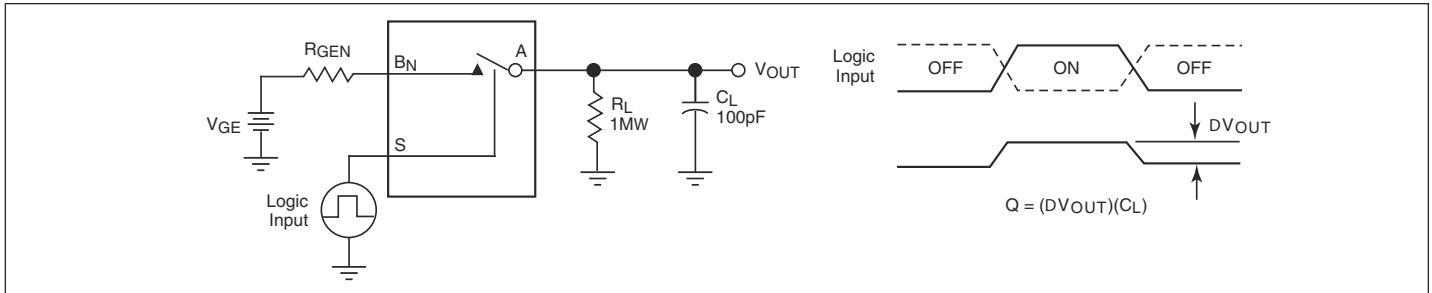 RGEN
BN
A
VGE
S
Logic
Input
RL
1MW
CL
100pF
VOUT
Logic
Input
OFF
ON
OFF
DVOUT
Q = (DVOUT)(CL)